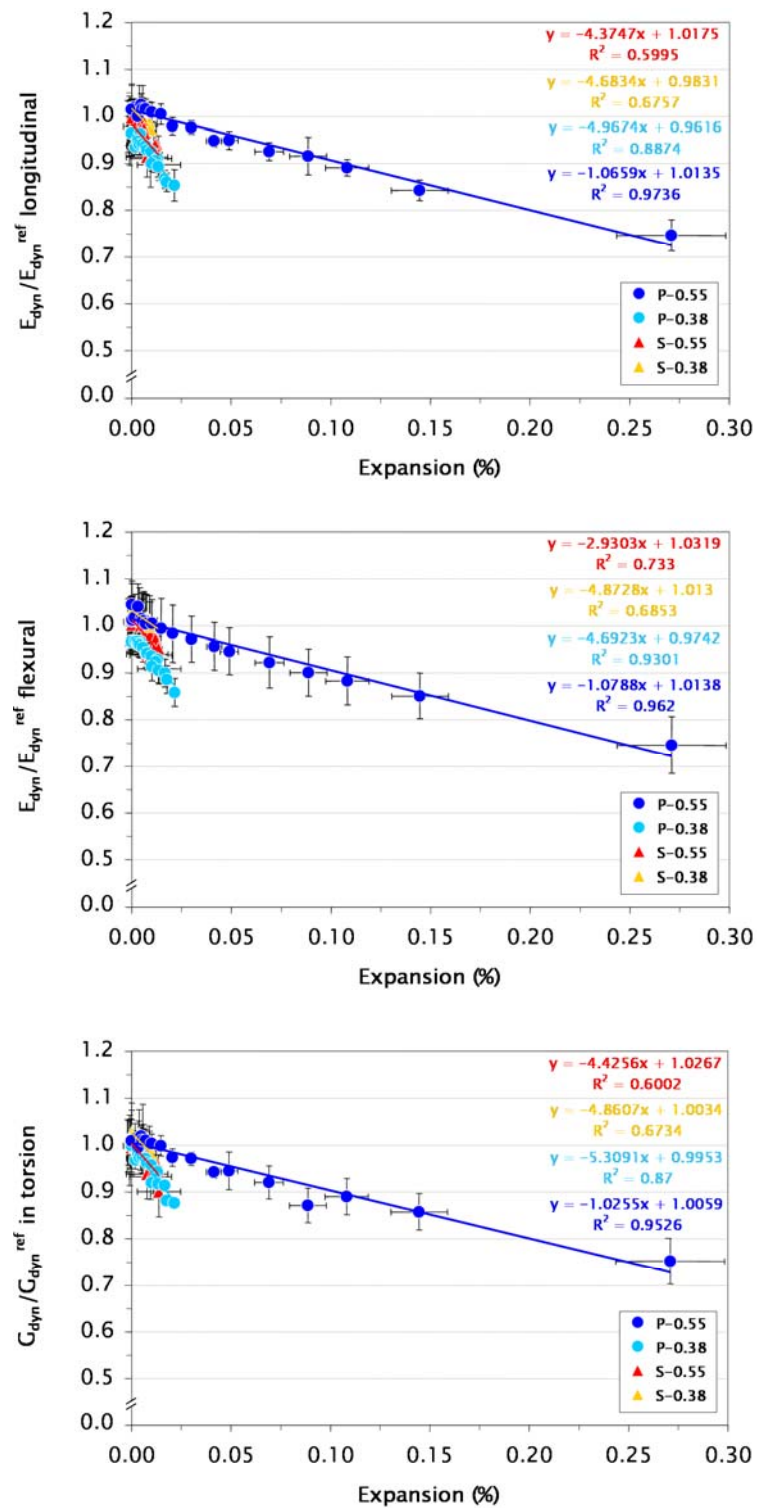 y = −4.3747x + 1.0175
R² = 0.5995
y = −4.6834x + 0.9831
R² = 0.6757
y = −4.9674x + 0.9616
R² = 0.8874
y = −1.0659x + 1.0135
R² = 0.9736
1.2
1.1
1.0
0.9
0.8
0.7
0.6
0.5
0.0
E_dyn/E_dyn^ref longitudinal
P−0.55
P−0.38
S−0.55
S−0.38
0.00 0.05 0.10 0.15 0.20 0.25 0.30
Expansion (%)
y = −2.9303x + 1.0319
R² = 0.733
y = −4.8728x + 1.013
R² = 0.6853
y = −4.6923x + 0.9742
R² = 0.9301
y = −1.0788x + 1.0138
R² = 0.962
1.2
1.1
1.0
0.9
0.8
0.7
0.6
0.5
0.0
E_dyn/E_dyn^ref flexural
P−0.55
P−0.38
S−0.55
S−0.38
0.00 0.05 0.10 0.15 0.20 0.25 0.30
Expansion (%)
y = −4.4256x + 1.0267
R² = 0.6002
y = −4.8607x + 1.0034
R² = 0.6734
y = −5.3091x + 0.9953
R² = 0.87
y = −1.0255x + 1.0059
R² = 0.9526
1.2
1.1
1.0
0.9
0.8
0.7
0.6
0.5
0.0
G_dyn/G_dyn^ref in torsion
P−0.55
P−0.38
S−0.55
S−0.38
0.00 0.05 0.10 0.15 0.20 0.25 0.30
Expansion (%)